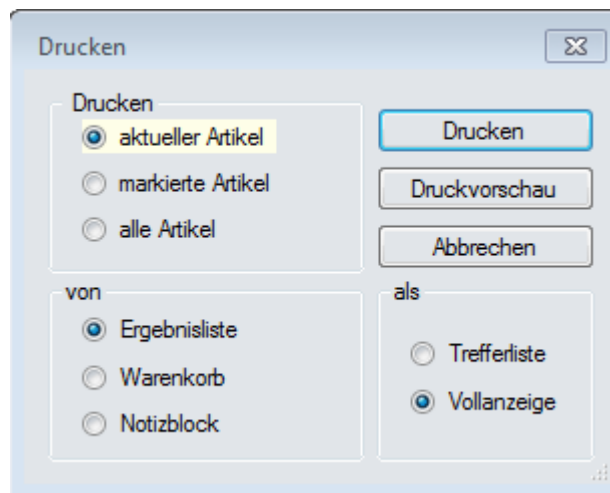 Drucken
Drucken
aktueller Artikel
markierte Artikel
alle Artikel
Drucken
Druckvorschau
Abbrechen
von
Ergebnisliste
Warenkorb
Notizblock
als
Trefferliste
Vollanzeige